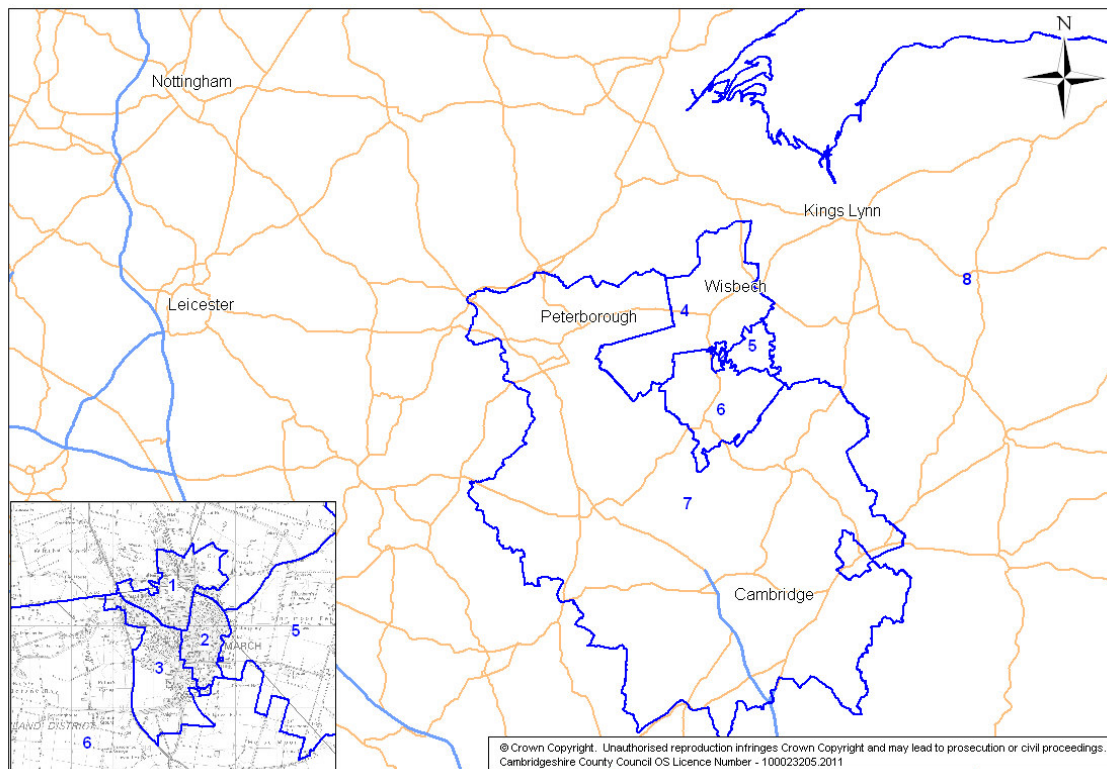 N
Nottingham
Kings Lynn
8
Leicester
Wisbech
4
Peterborough
5
6
7
Cambridge
1
2
5
MARCH
3
6
© Crown Copyright. Unauthorised reproduction infringes Crown Copyright and may lead to prosecution or civil proceedings.
Cambridgeshire County Council OS Licence Number - 100023205.2011